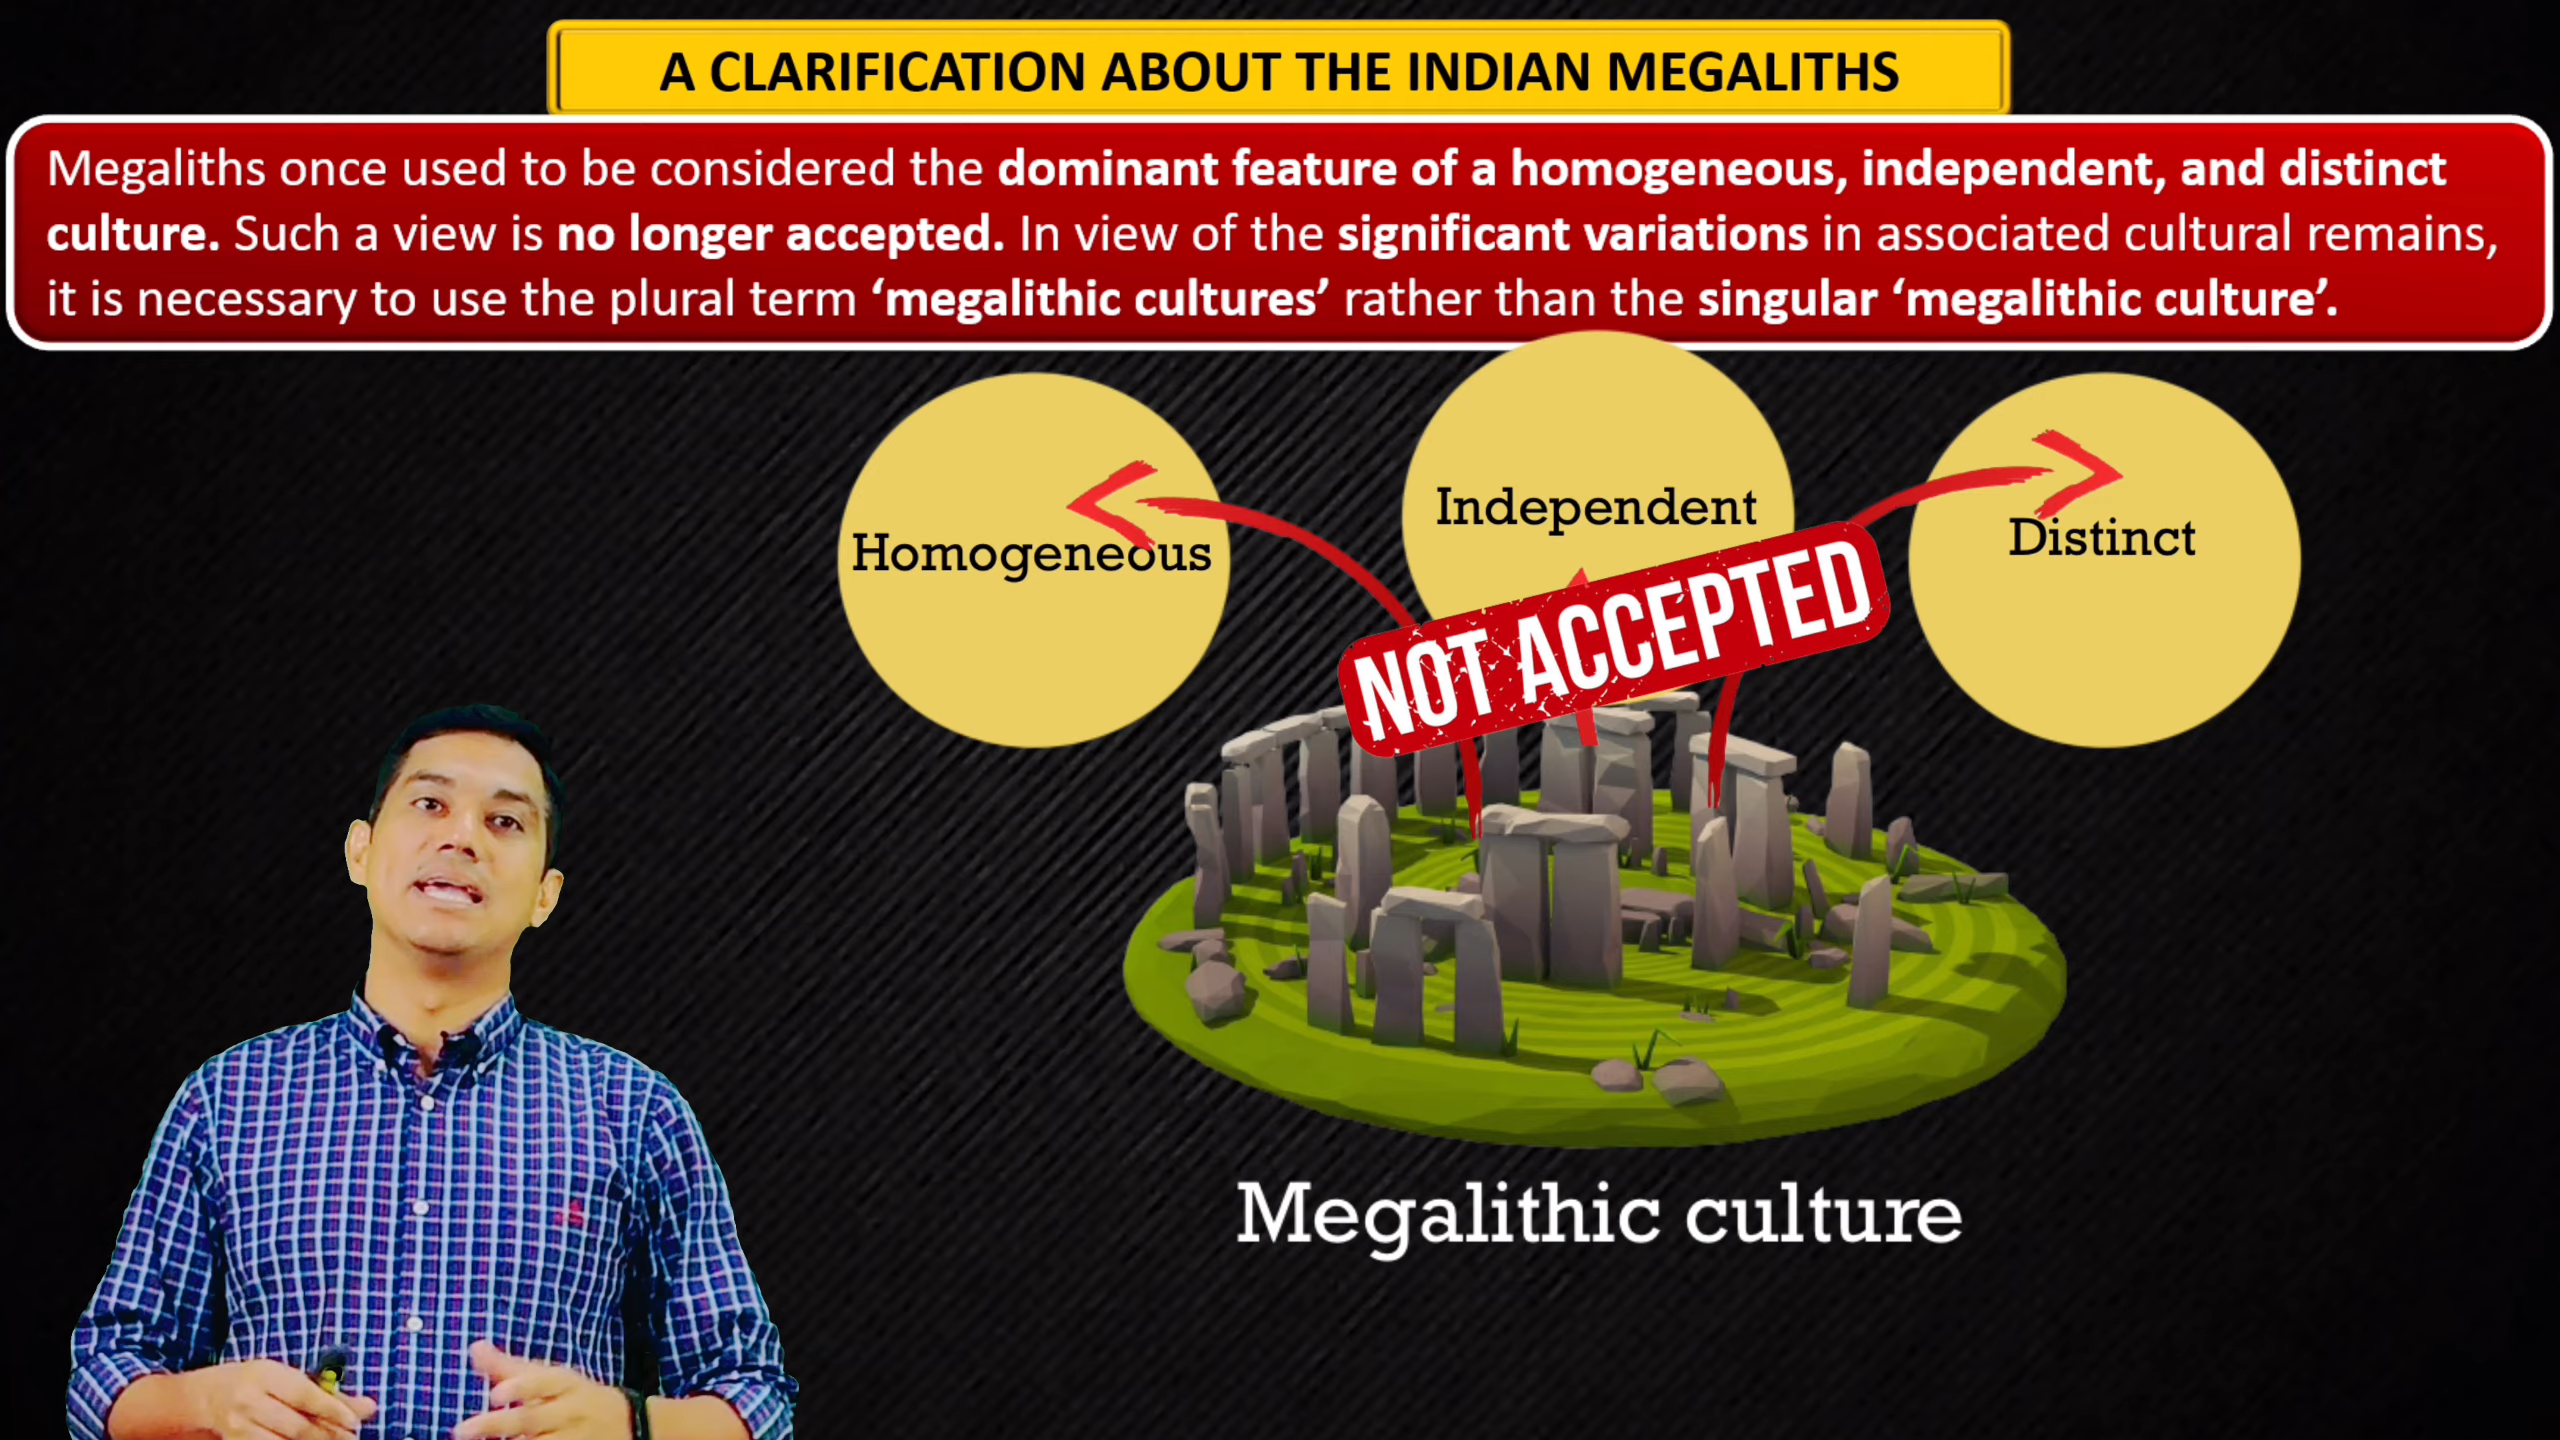 A CLARIFICATION ABOUT THE INDIAN MEGALITHS
Megaliths once used to be considered the dominant feature of a homogeneous, independent, and distinct
culture. Such a view is no longer accepted. In view of the significant variations in associated cultural remains,
it is necessary to use the plural term ‘megalithic cultures’ rather than the singular ‘megalithic culture’.
Homogeneous
Independent
Distinct
NOT ACCEPTED
Megalithic culture